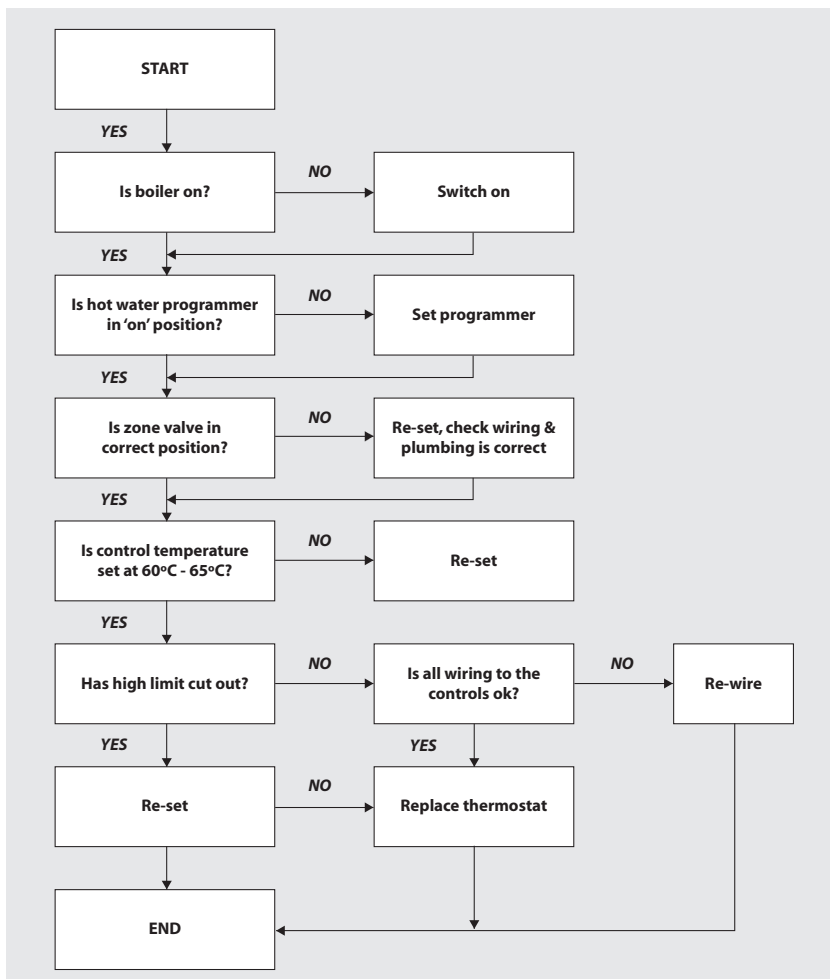 START
YES
Is boiler on?
NO
Switch on
YES
Is hot water programmer
in ‘on’ position?
NO
Set programmer
YES
Is zone valve in
correct position?
NO
Re-set, check wiring &
plumbing is correct
YES
Is control temperature
set at 60ºC - 65ºC?
NO
Re-set
YES
Has high limit cut out?
NO
Is all wiring to the
controls ok?
NO
Re-wire
YES
YES
Re-set
NO
Replace thermostat
END